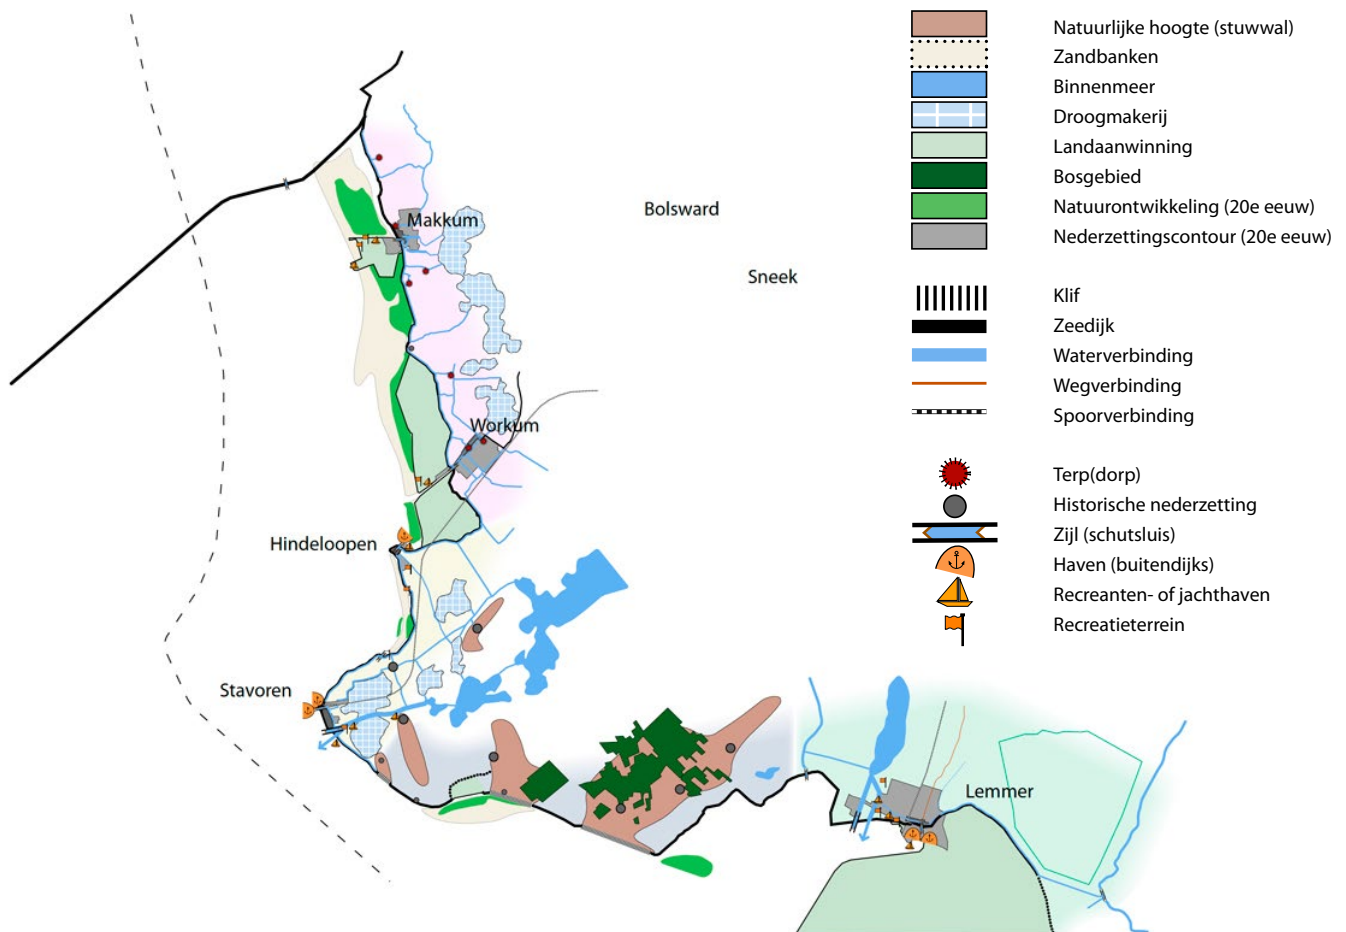 Natuurlijke hoogte (stuwwal)
Zandbanken
Binnenmeer
Droogmakerij
Landaanwinning
Bosgebied
Natuurontwikkeling (20e eeuw)
Nederzettingscontour (20e eeuw)
Klif
Zeedijk
Waterverbinding
Wegverbinding
Spoorverbinding
Terp(dorp)
Historische nederzetting
Zijl (schutsluis)
Haven (buitendijks)
Recreanten- of jachthaven
Recreatieterrein
Bolsward
Makkum
Sneek
Workum
Hindeloopen
Stavoren
Lemmer